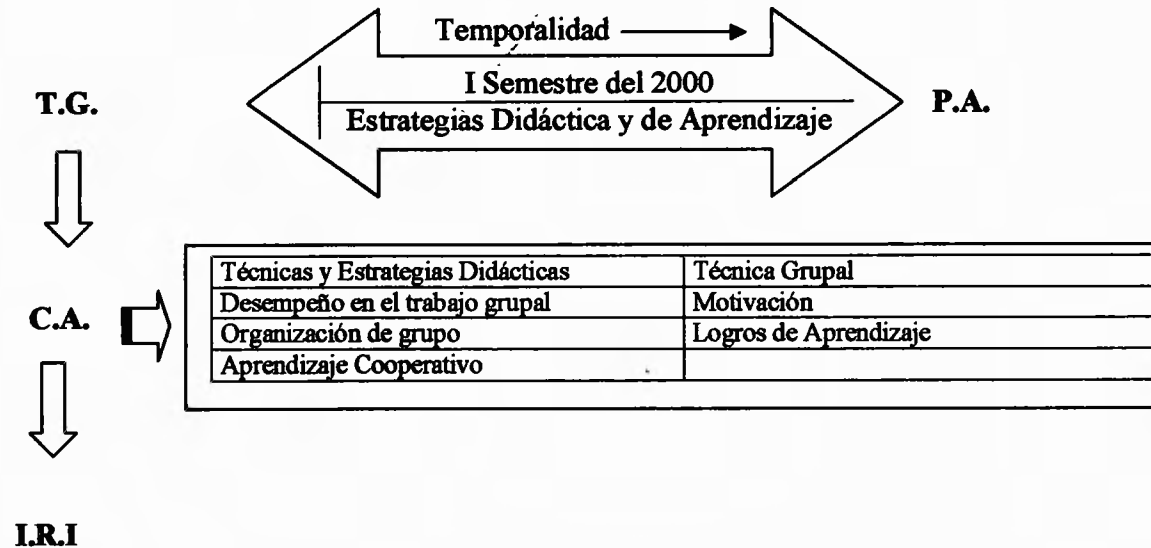 Temporalidad
I Semestre del 2000
T.G.
P.A.
Estrategias Didáctica y de Aprendizaje
Técnicas y Estrategias Didácticas Técnica Grupal
Desempeño en el trabajo grupal Motivación
C.A.
Organización de grupo Logros de Aprendizaje
Aprendizaje Cooperativo
I.R.I